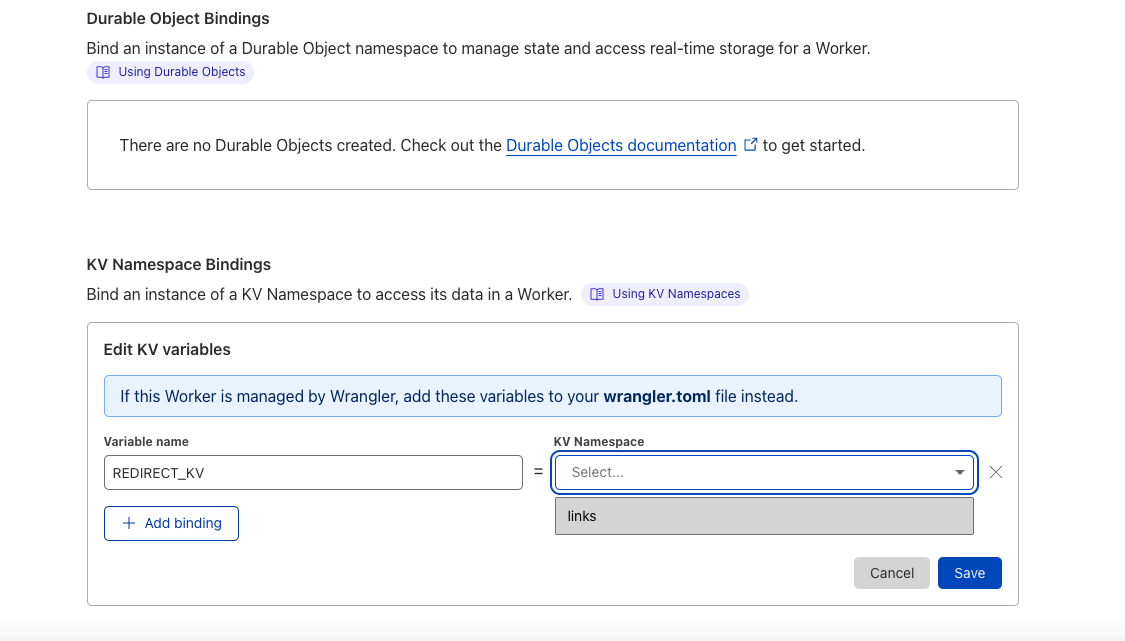 Durable Object Bindings
Bind an instance of a Durable Object namespace to manage state and access real-time storage for a Worker.
Using Durable Objects
There are no Durable Objects created. Check out the Durable Objects documentation to get started.
KV Namespace Bindings
Bind an instance of a KV Namespace to access its data in a Worker. Using KV Namespaces
Edit KV variables
If this Worker is managed by Wrangler, add these variables to your wrangler.toml file instead.
Variable name KV Namespace
REDIRECT_KV = Select...
links
Add binding
Cancel Save